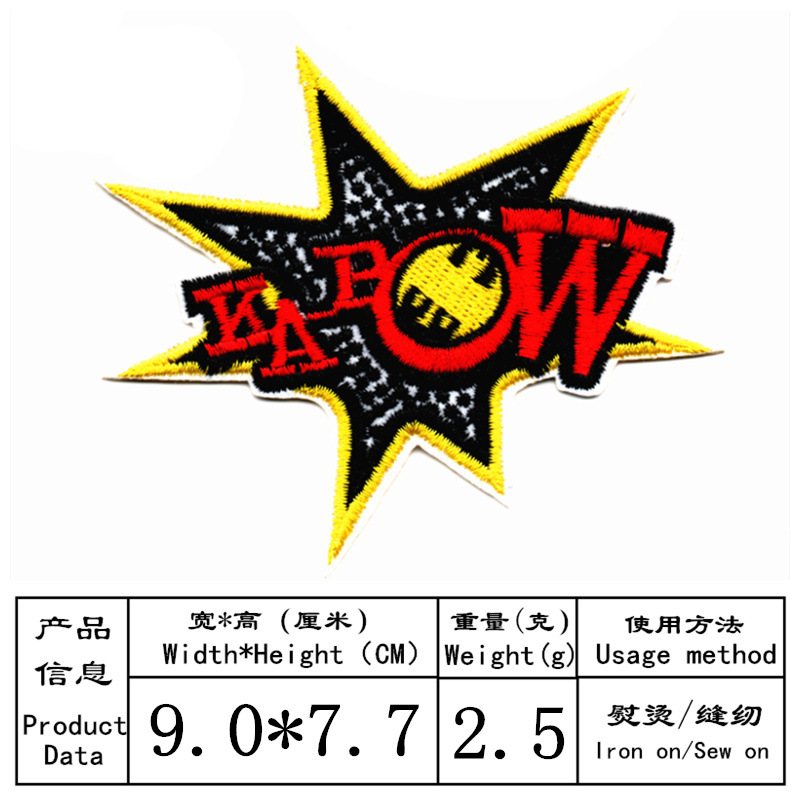 KABOW
产品
信息
Product
Data
宽*高 (厘米)
Width*Height (CM)
9.0*7.7
重量(克)
Weight(g)
2.5
使用方法
Usage method
熨烫/缝纫
Iron on/Sew on